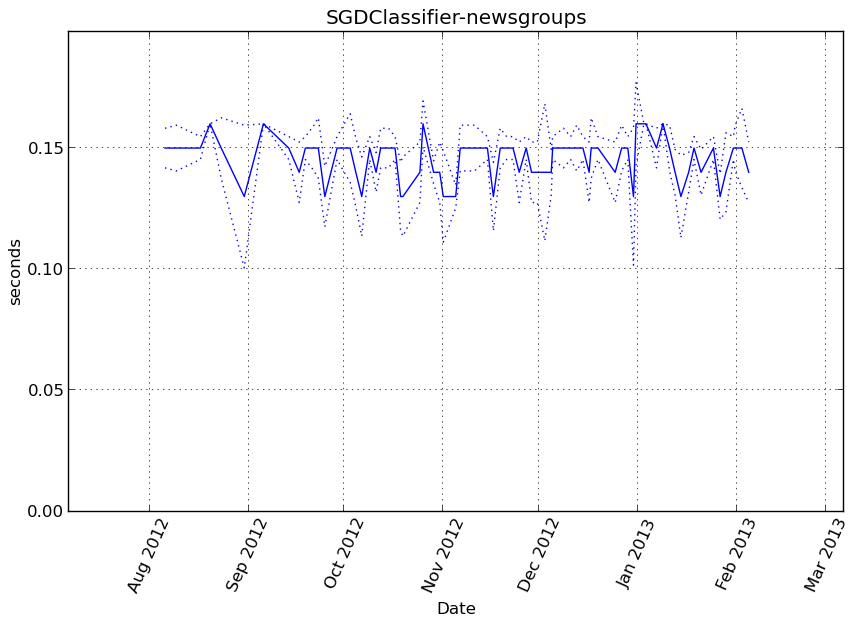 SGDClassifier-newsgroups
seconds
0.15
0.10
0.05
0.00
Aug 2012
Sep 2012
Oct 2012
Nov 2012
Dec 2012
Jan 2013
Feb 2013
Mar 2013
Date